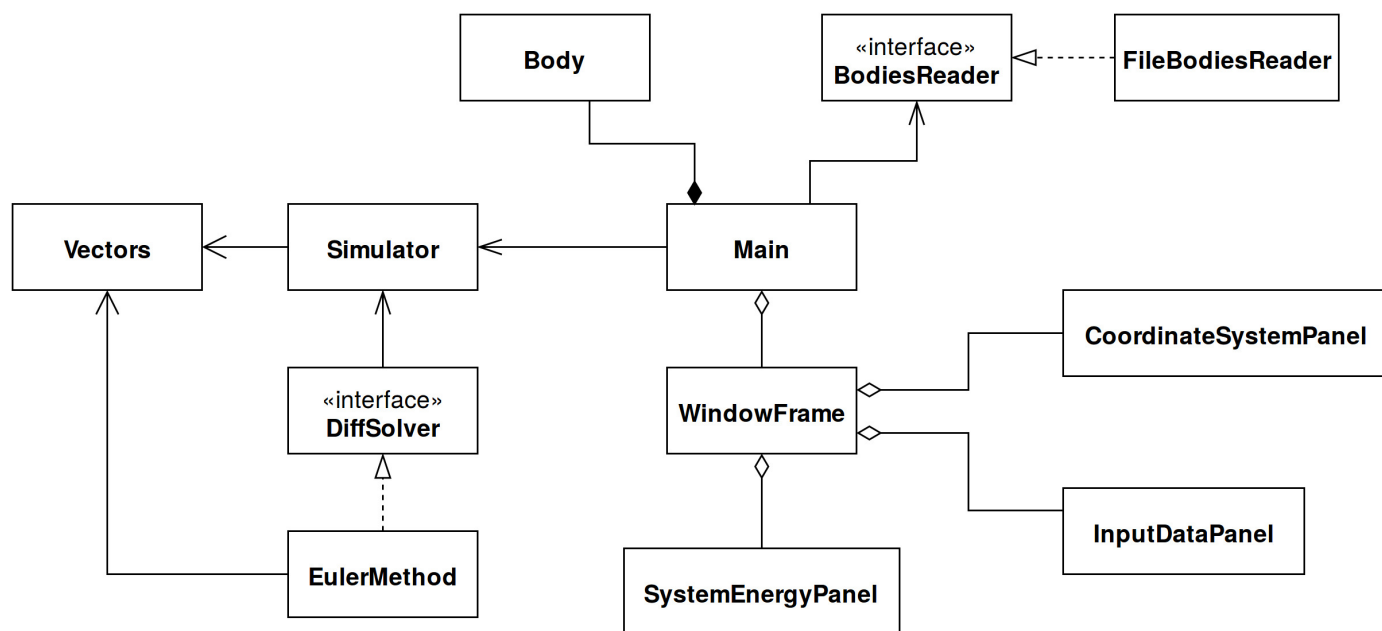 Body
«interface»
BodiesReader
FileBodiesReader
Vectors
Simulator
Main
CoordinateSystemPanel
«interface»
DiffSolver
WindowFrame
InputDataPanel
EulerMethod
SystemEnergyPanel